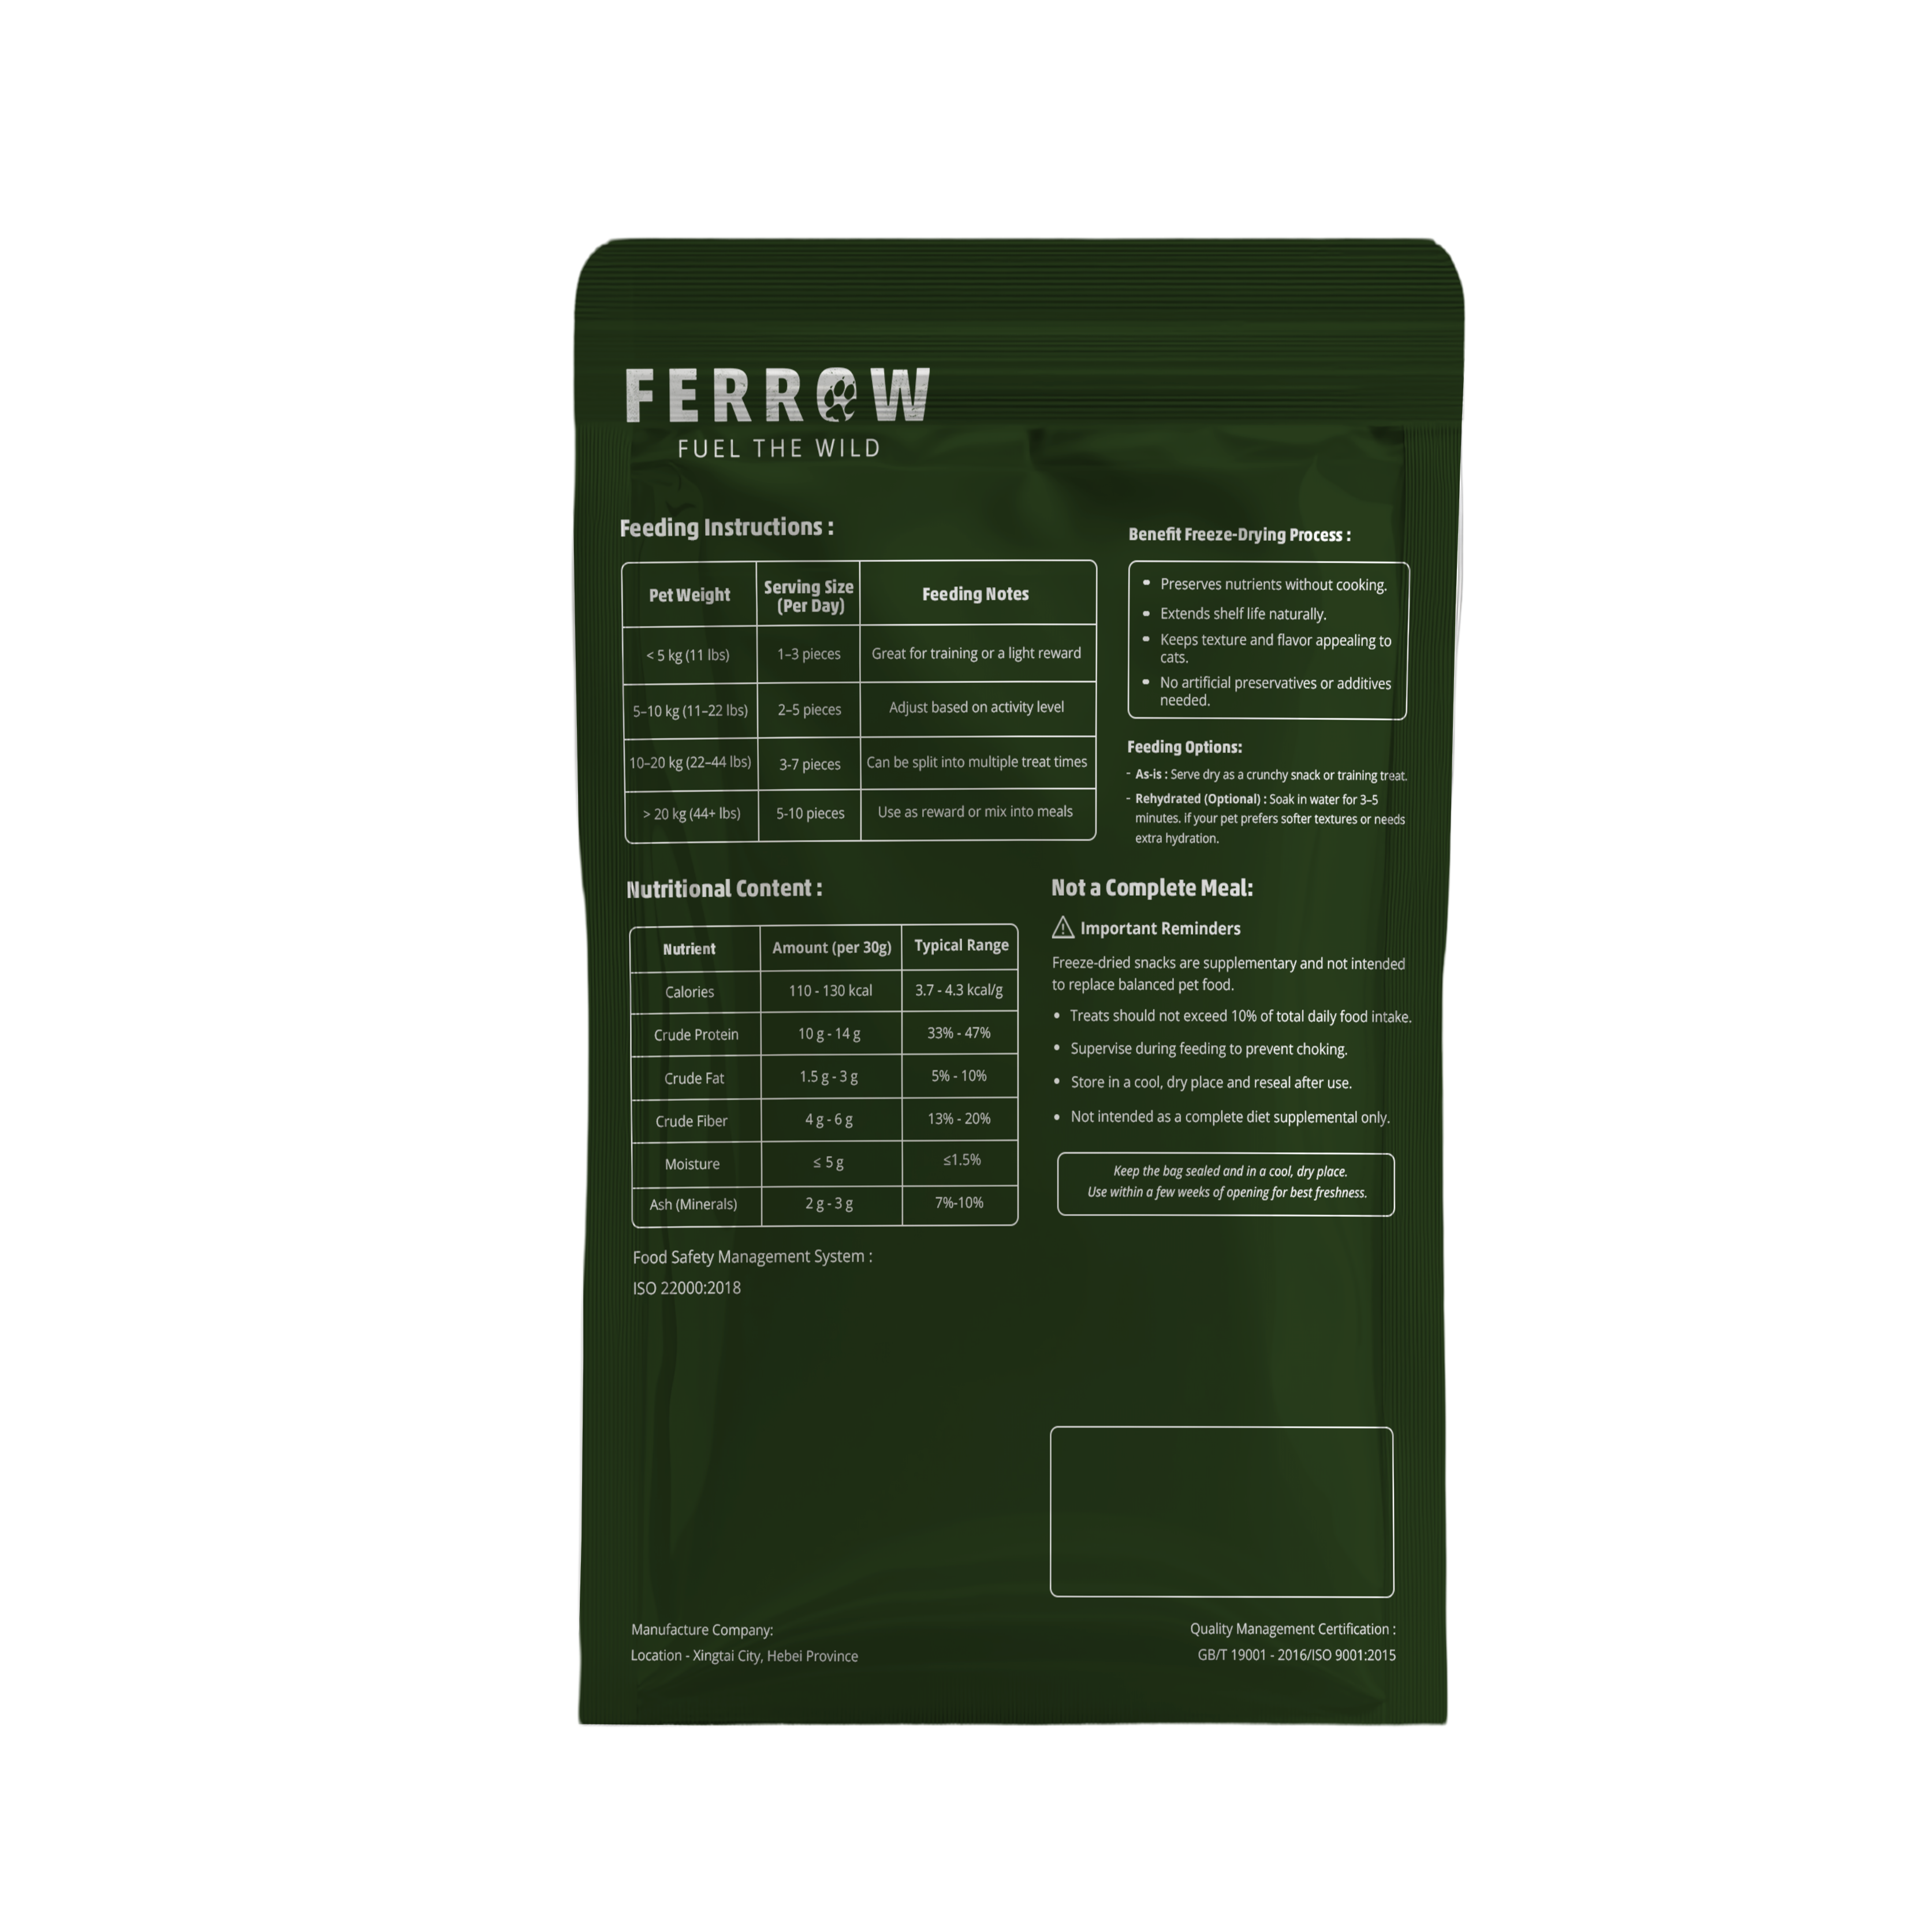 FERROW
FUEL THE WILD
Feeding Instructions :
Pet Weight
Serving Size
(Per Day)
Feeding Notes
< 5 kg (11 lbs)
1–3 pieces
Great for training or a light reward
5–10 kg (11–22 lbs)
2–5 pieces
Adjust based on activity level
10–20 kg (22–44 lbs)
3-7 pieces
Can be split into multiple treat times
> 20 kg (44+ lbs)
5-10 pieces
Use as reward or mix into meals
Benefit Freeze-Drying Process :
• Preserves nutrients without cooking.
• Extends shelf life naturally.
• Keeps texture and flavor appealing to
cats.
• No artificial preservatives or additives
needed.
Feeding Options:
- As-is : Serve dry as a crunchy snack or training treat.
- Rehydrated (Optional) : Soak in water for 3–5
minutes. if your pet prefers softer textures or needs
extra hydration.
Nutritional Content :
Nutrient
Amount (per 30g)
Typical Range
Calories
110 - 130 kcal
3.7 - 4.3 kcal/g
Crude Protein
10 g - 14 g
33% - 47%
Crude Fat
1.5 g - 3 g
5% - 10%
Crude Fiber
4 g - 6 g
13% - 20%
Moisture
≤ 5 g
≤1.5%
Ash (Minerals)
2 g - 3 g
7%-10%
Food Safety Management System :
ISO 22000:2018
Not a Complete Meal:
Important Reminders
Freeze-dried snacks are supplementary and not intended
to replace balanced pet food.
• Treats should not exceed 10% of total daily food intake.
• Supervise during feeding to prevent choking.
• Store in a cool, dry place and reseal after use.
• Not intended as a complete diet supplemental only.
Keep the bag sealed and in a cool, dry place.
Use within a few weeks of opening for best freshness.
Manufacture Company:
Location - Xingtai City, Hebei Province
Quality Management Certification :
GB/T 19001 - 2016/ISO 9001:2015